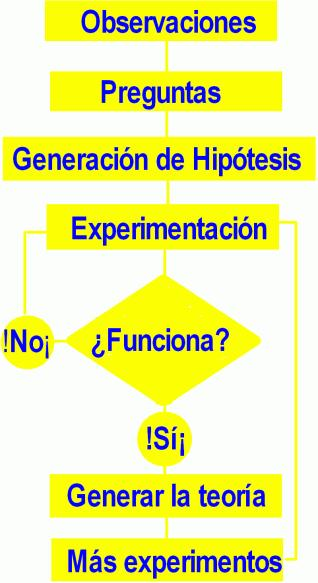 Observaciones
Preguntas
Generación de Hipótesis
Experimentación
¿Funciona?
!No¡
!Sí¡
Generar la teoría
Más experimentos